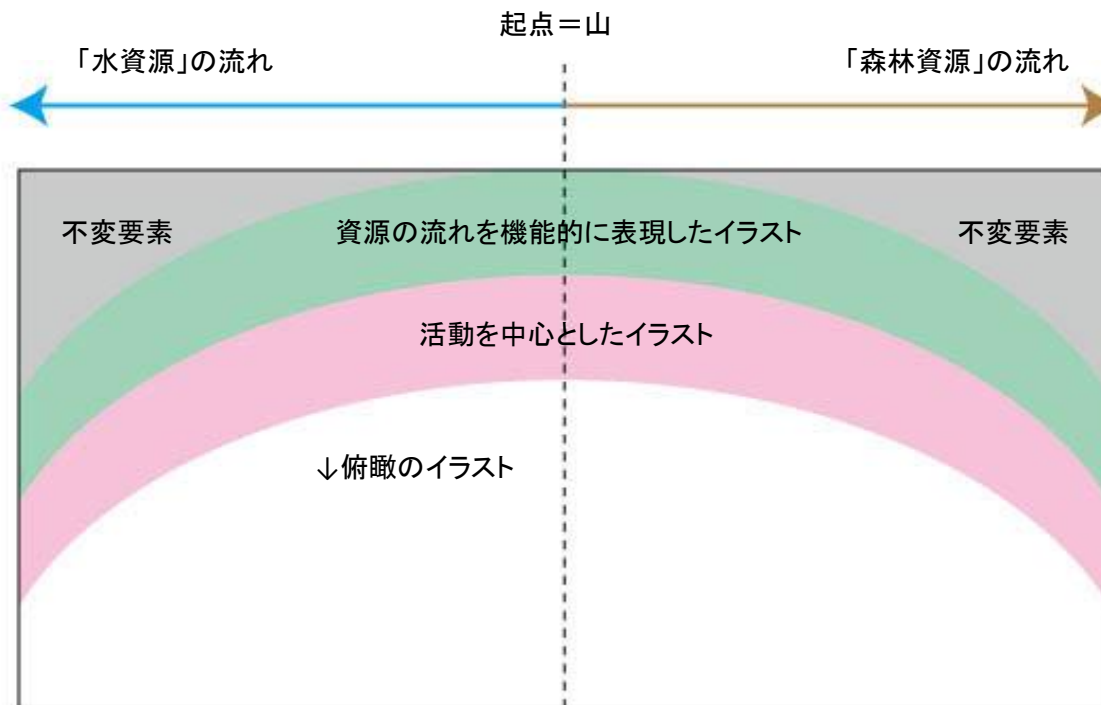 起点＝山
「水資源」の流れ
「森林資源」の流れ
不変要素
資源の流れを機能的に表現したイラスト
不変要素
活動を中心としたイラスト
↓俯瞰のイラスト